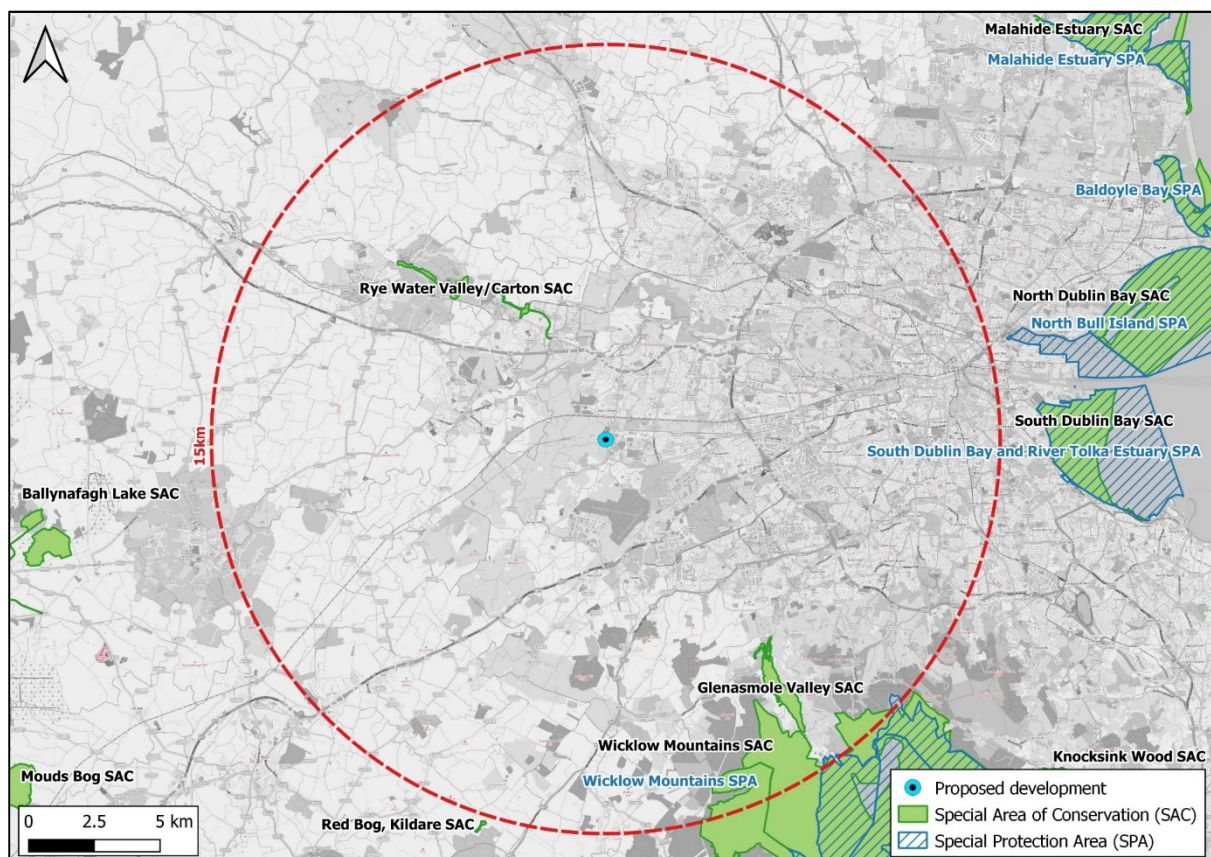 Malahide Estuary SAC
Malahide Estuary SPA
Baldoyle Bay SPA
Rye Water Valley/Carton SAC
North Dublin Bay SAC
North Bull Island SPA
South Dublin Bay SAC
South Dublin Bay and River Tolka Estuary SPA
15km
Ballynafagh Lake SAC
Glenasmole Valley SAC
Wicklow Mountains SAC
Wicklow Mountains SPA
Knocksink Wood SAC
Mouds Bog SAC
Red Bog, Kildare SAC
0 2.5 5 km
Proposed development
Special Area of Conservation (SAC)
Special Protection Area (SPA)